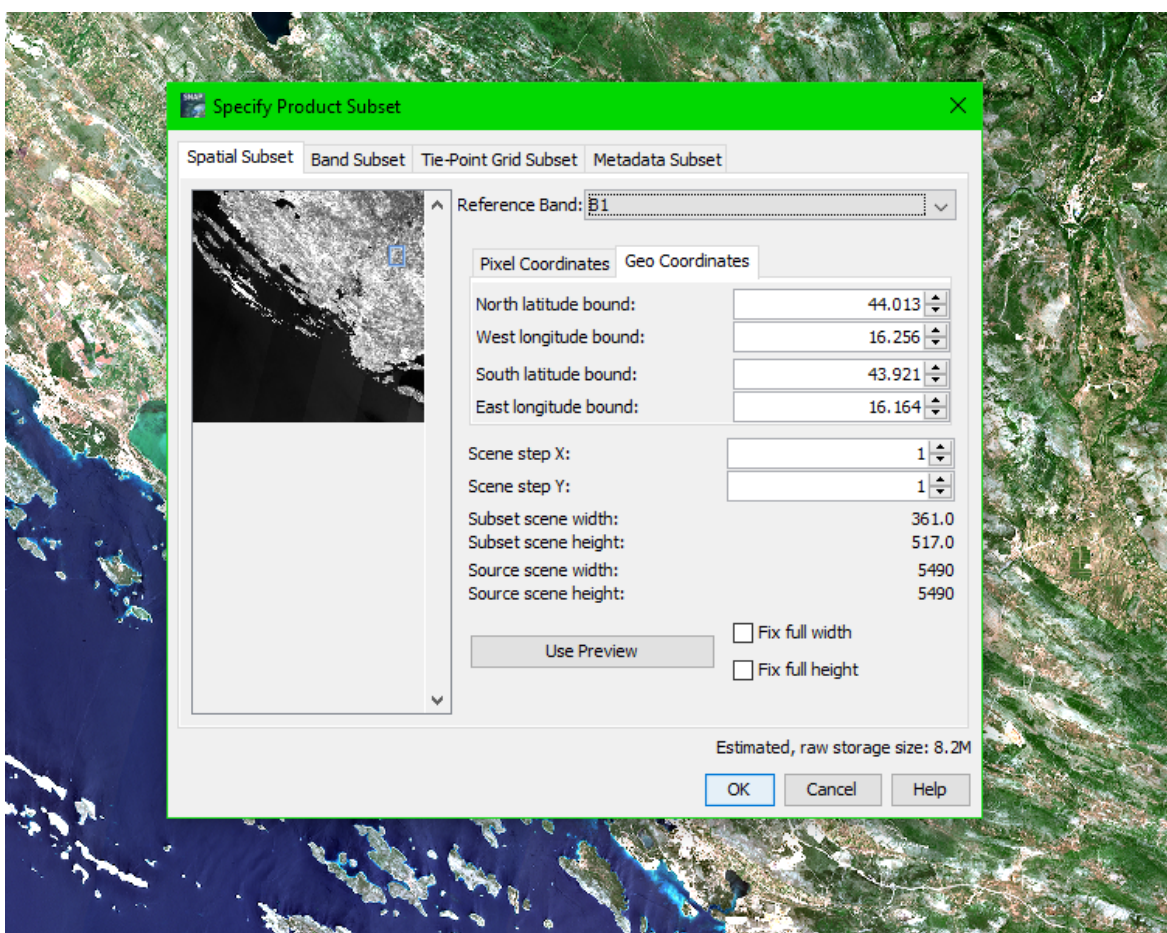 SNAP
Specify Product Subset
Spatial Subset Band Subset Tie-Point Grid Subset Metadata Subset
Reference Band: B1
Pixel Coordinates Geo Coordinates
North latitude bound: 44.013
West longitude bound: 16.256
South latitude bound: 43.921
East longitude bound: 16.164
Scene step X: 1
Scene step Y: 1
Subset scene width: 361.0
Subset scene height: 517.0
Source scene width: 5490
Source scene height: 5490
Use Preview
Fix full width
Fix full height
Estimated, raw storage size: 8.2M
OK Cancel Help